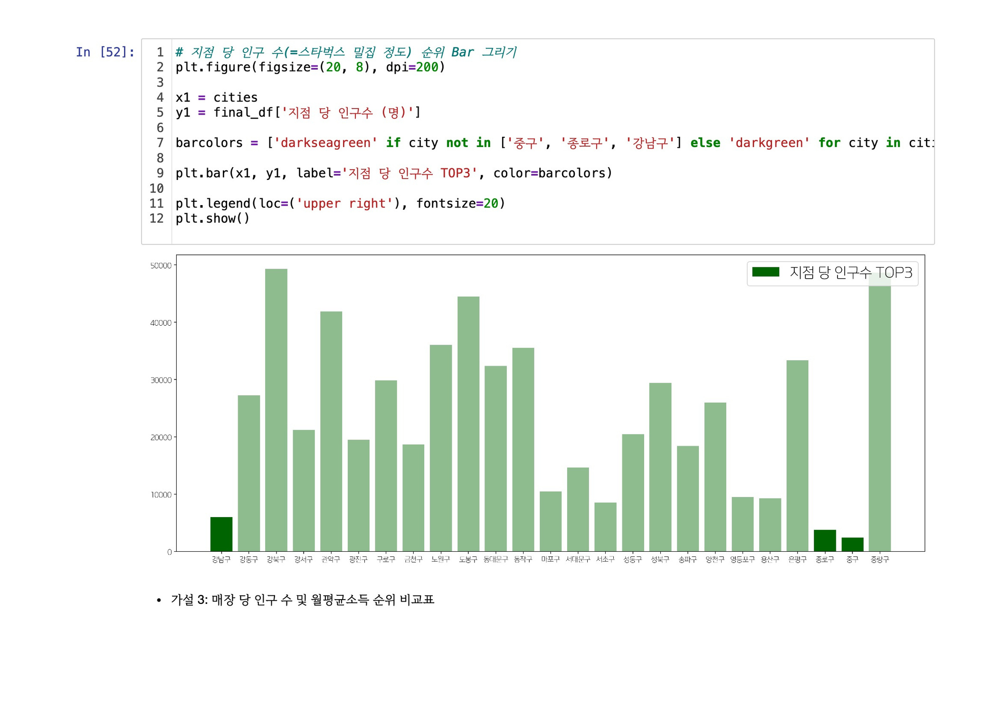 In [52]:
1 # 지점 당 인구 수(=스타벅스 밀집 정도) 순위 Bar 그리기
2 plt.figure(figsize=(20, 8), dpi=200)
3
4 x1 = cities
5 y1 = final_df['지점 당 인구수 (명)']
6
7 barcolors = ['darkseagreen' if city not in ['중구', '종로구', '강남구'] else 'darkgreen' for city in citi
8
9 plt.bar(x1, y1, label='지점 당 인구수 TOP3', color=barcolors)
10
11 plt.legend(loc=('upper right'), fontsize=20)
12 plt.show()
지점 당 인구수 TOP3
50000
40000
30000
20000
10000
0
강남구 강동구 강북구 강서구 관악구 광진구 구로구 금천구 노원구 도봉구 동대문구 동작구 마포구 서대문구 서초구 성동구 성북구 송파구 양천구 영등포구 용산구 은평구 종로구 중구 중랑구
• 가설 3: 매장 당 인구 수 및 월평균소득 순위 비교표